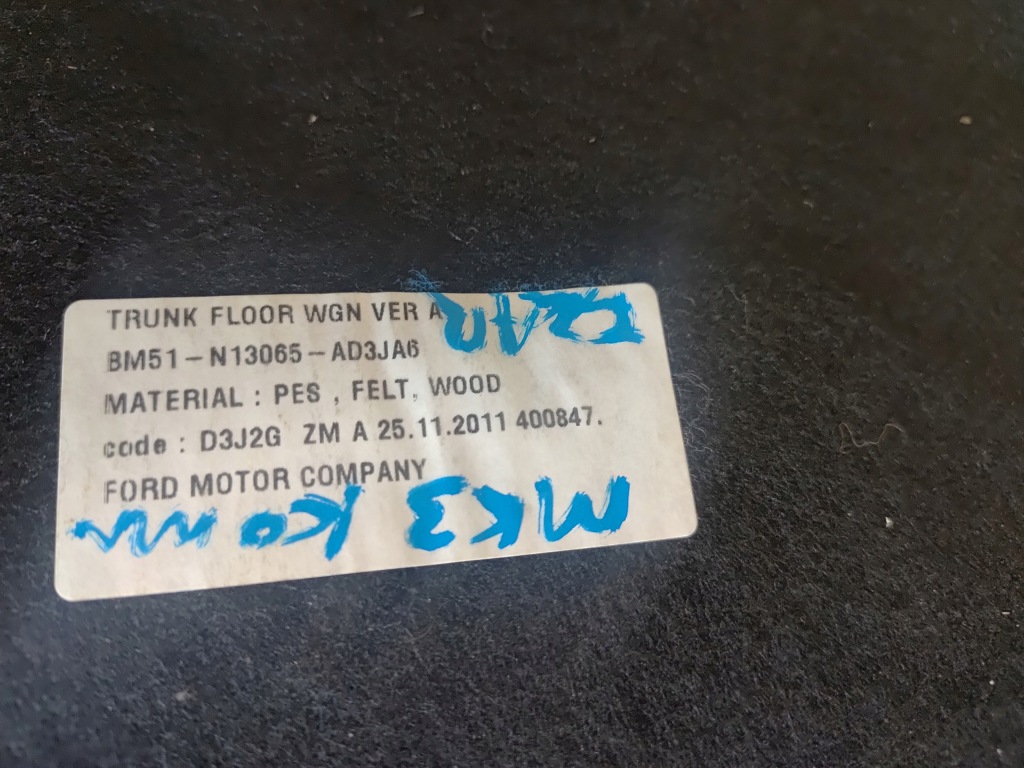 TRUNK FLOOR WGN VER A
BM51-N13065-AD3JA6
MATERIAL : PES , FELT, WOOD
code : D3J2G ZM A 25.11.2011 400847.
FORD MOTOR COMPANY
MK3